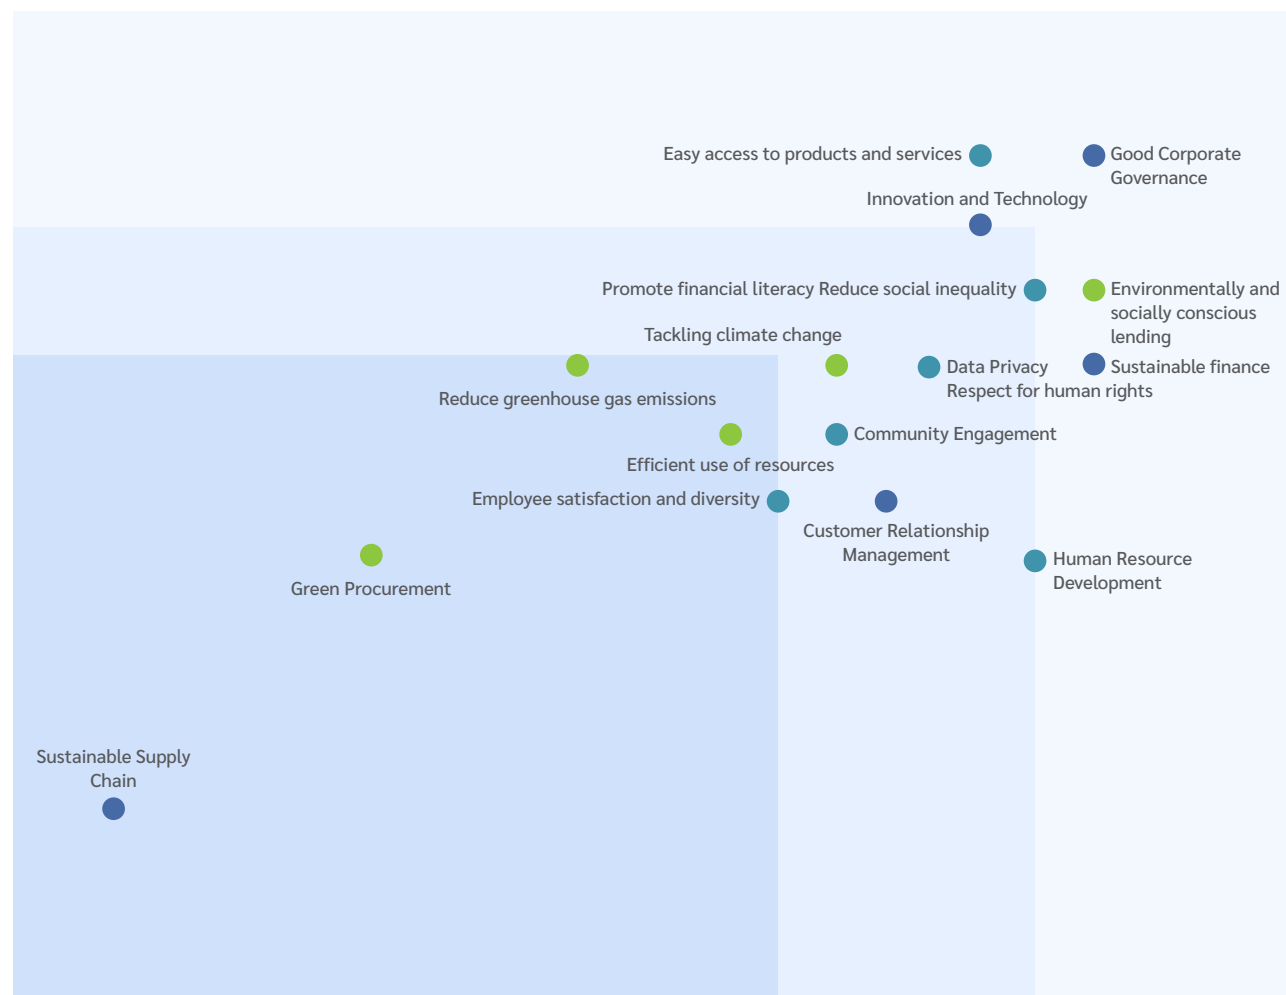 Easy access to products and services
Good Corporate
Governance
Innovation and Technology
Promote financial literacy Reduce social inequality
Environmentally and
socially conscious
lending
Tackling climate change
Data Privacy
Respect for human rights
Sustainable finance
Reduce greenhouse gas emissions
Community Engagement
Efficient use of resources
Employee satisfaction and diversity
Customer Relationship
Management
Human Resource
Development
Green Procurement
Sustainable Supply
Chain